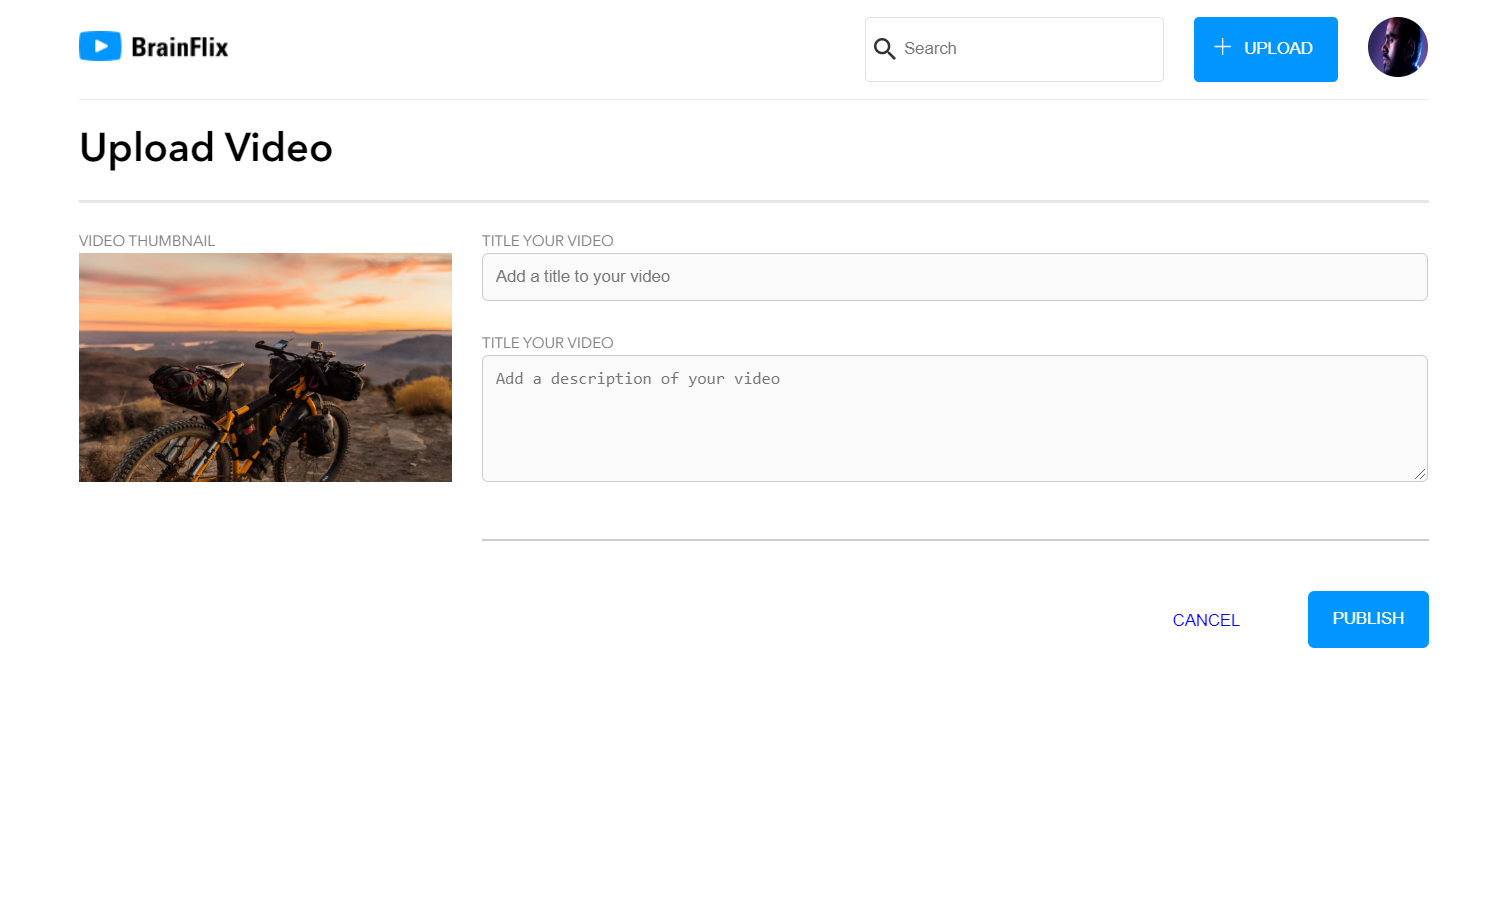 BrainFlix
Search
UPLOAD
Upload Video
VIDEO THUMBNAIL
TITLE YOUR VIDEO
Add a title to your video
TITLE YOUR VIDEO
Add a description of your video
CANCEL
PUBLISH